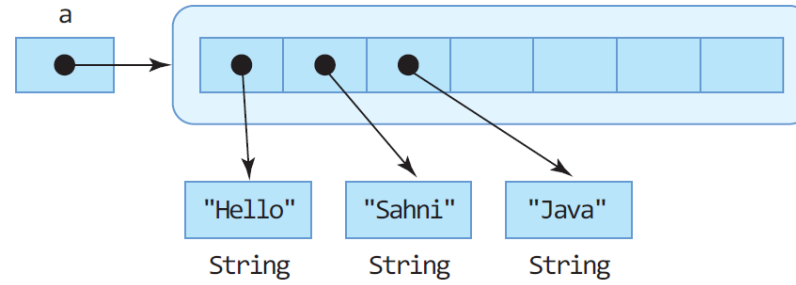 a
"Hello" "Sahni" "Java"
String String String